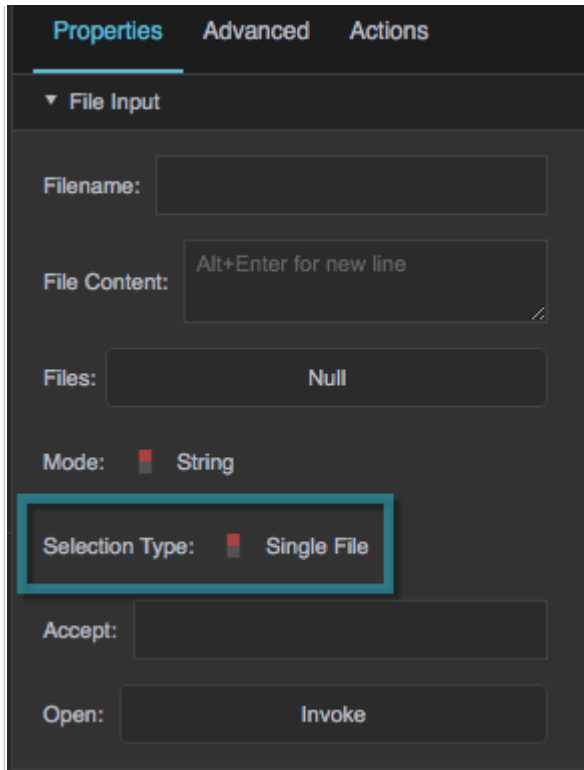 Properties Advanced Actions
File Input
Filename:
File Content: Alt+Enter for new line
Files: Null
Mode: String
Selection Type: Single File
Accept:
Open: Invoke